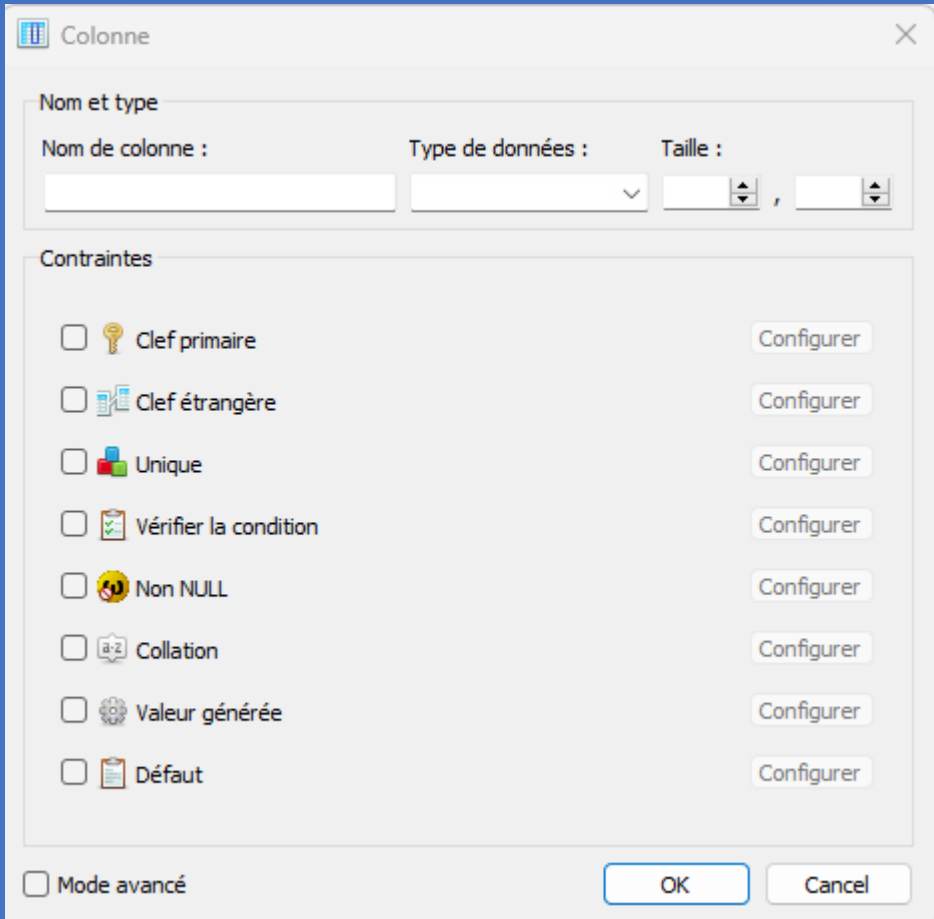 Colonne
Nom et type
Nom de colonne : Type de données : Taille :
,
Contraintes
Clef primaire Configurer
Clef étrangère Configurer
Unique Configurer
Vérifier la condition Configurer
Non NULL Configurer
a-z Collation Configurer
Valeur générée Configurer
Défaut Configurer
Mode avancé OK Cancel